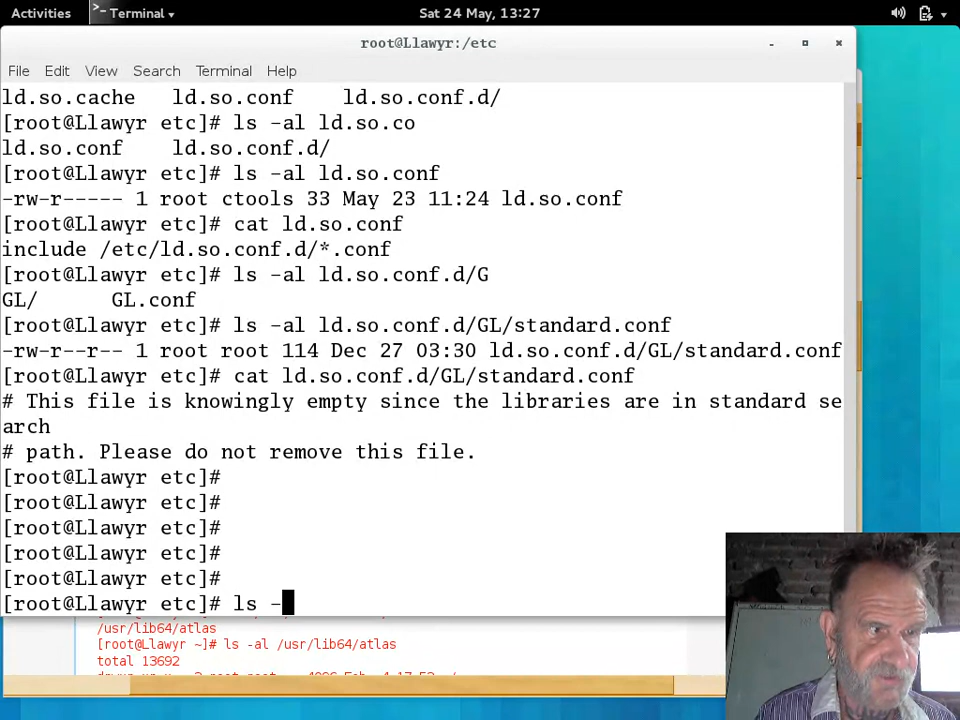 Activities
Terminal
Sat 24 May, 13:27
root@Llawyr:/etc
File Edit View Search Terminal Help
ld.so.cache ld.so.conf ld.so.conf.d/
[root@Llawyr etc]# ls -al ld.so.co
ld.so.conf ld.so.conf.d/
[root@Llawyr etc]# ls -al ld.so.conf
-rw-r----- 1 root ctools 33 May 23 11:24 ld.so.conf
[root@Llawyr etc]# cat ld.so.conf
include /etc/ld.so.conf.d/*.conf
[root@Llawyr etc]# ls -al ld.so.conf.d/G
GL/ GL.conf
[root@Llawyr etc]# ls -al ld.so.conf.d/GL/standard.conf
-rw-r--r-- 1 root root 114 Dec 27 03:30 ld.so.conf.d/GL/standard.conf
[root@Llawyr etc]# cat ld.so.conf.d/GL/standard.conf
# This file is knowingly empty since the libraries are in standard se
arch
# path. Please do not remove this file.
[root@Llawyr etc]#
[root@Llawyr etc]#
[root@Llawyr etc]#
[root@Llawyr etc]#
[root@Llawyr etc]#
[root@Llawyr etc]# ls -
/usr/lib64/atlas
[root@Llawyr ~]# ls -al /usr/lib64/atlas
total 13692